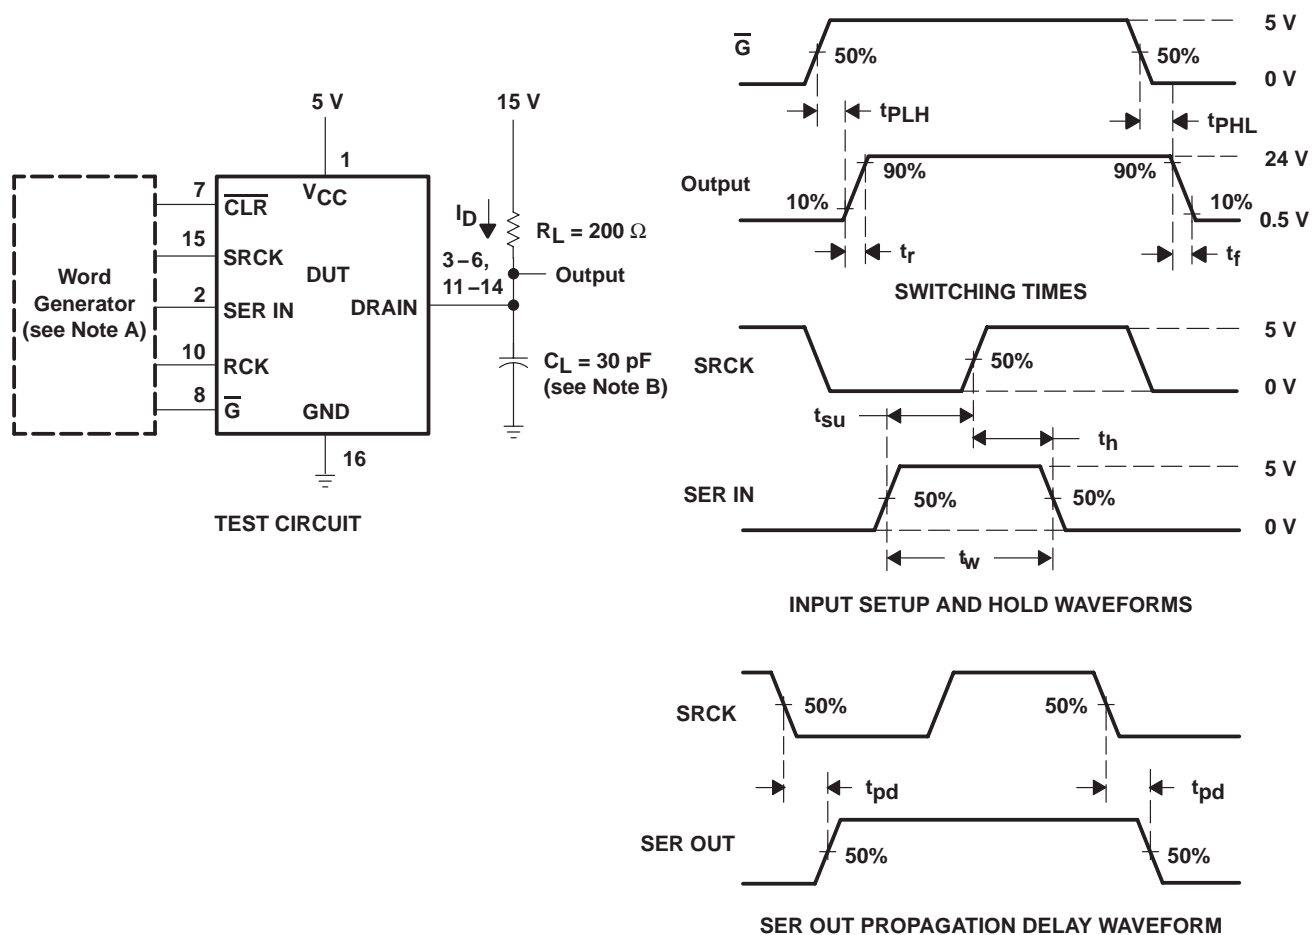 5 V
15 V
1
VCC
7
CLR
15
SRCK
DUT
2
SER IN
DRAIN
10
RCK
8
G
GND
16
Word
Generator
(see Note A)
ID
RL = 200 Ω
3–6,
11–14
Output
CL = 30 pF
(see Note B)
TEST CIRCUIT
G
50%
50%
5 V
0 V
tPLH
tPHL
Output
10%
90%
90%
10%
24 V
0.5 V
tr
tf
SWITCHING TIMES
SRCK
50%
5 V
0 V
tsu
th
SER IN
50%
50%
5 V
0 V
tw
INPUT SETUP AND HOLD WAVEFORMS
SRCK
50%
50%
tpd
tpd
SER OUT
50%
50%
SER OUT PROPAGATION DELAY WAVEFORM